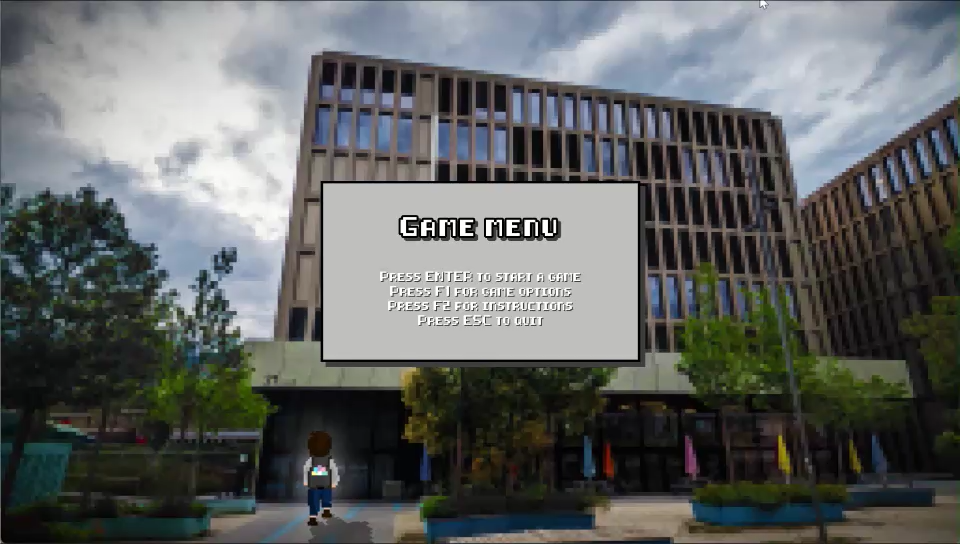 GAME MENU
PRESS ENTER TO START A GAME
PRESS F1 FOR GAME OPTIONS
PRESS F2 FOR INSTRUCTIONS
PRESS ESC TO QUIT